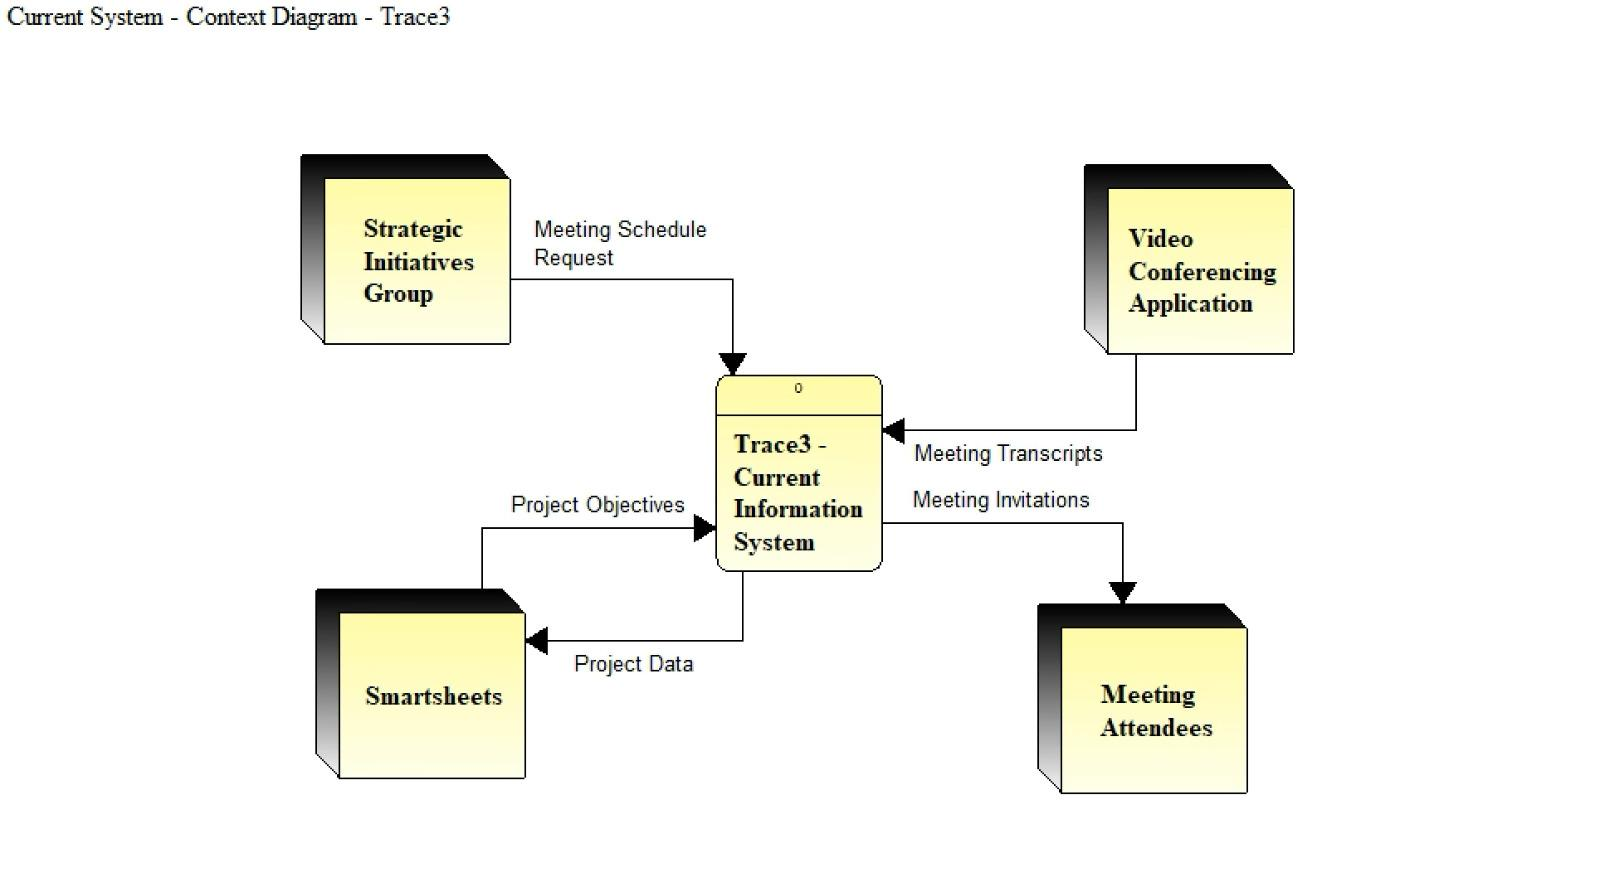 Current System - Context Diagram - Trace3
Strategic
Initiatives
Group
Meeting Schedule
Request
Video
Conferencing
Application
0
Trace3 -
Current
Information
System
Meeting Transcripts
Meeting Invitations
Project Objectives
Project Data
Smartsheets
Meeting
Attendees